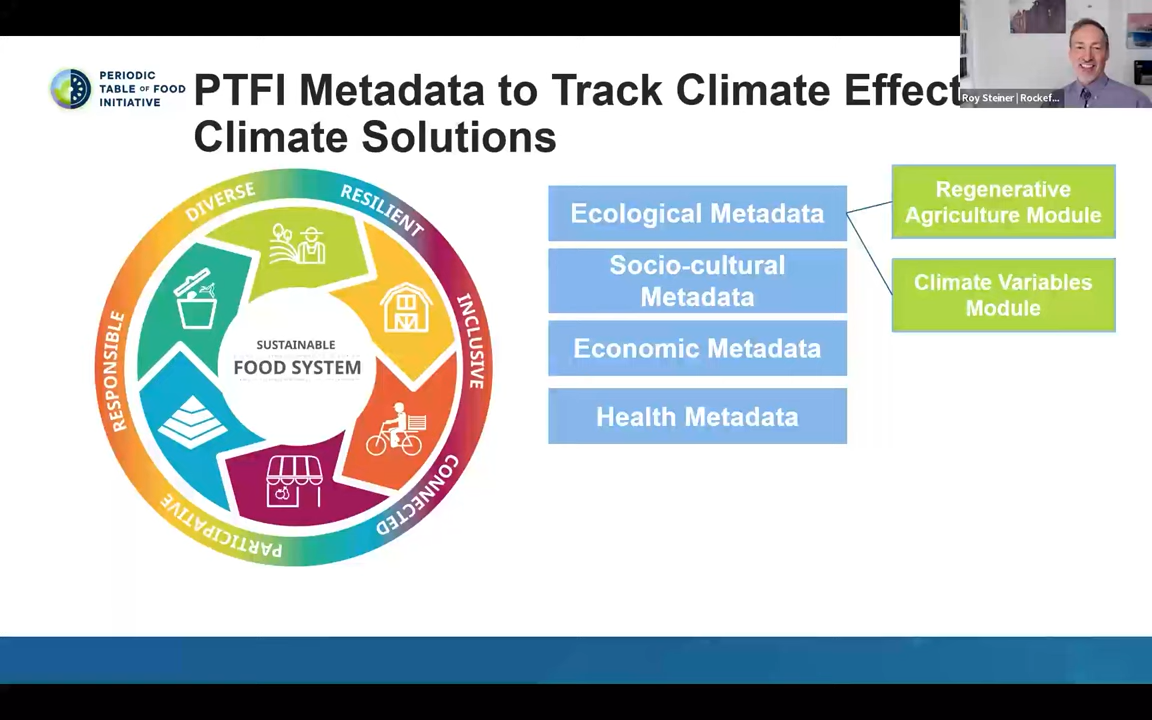 PERIODIC
TABLE OF FOOD
INITIATIVE
PTFI Metadata to Track Climate Effect
Climate Solutions
Roy Steiner | Rockef...
DIVERSE
RESILIENT
INCLUSIVE
CONNECTED
PARTICIPATIVE
RESPONSIBLE
SUSTAINABLE
FOOD SYSTEM
Ecological Metadata
Socio-cultural
Metadata
Economic Metadata
Health Metadata
Regenerative
Agriculture Module
Climate Variables
Module